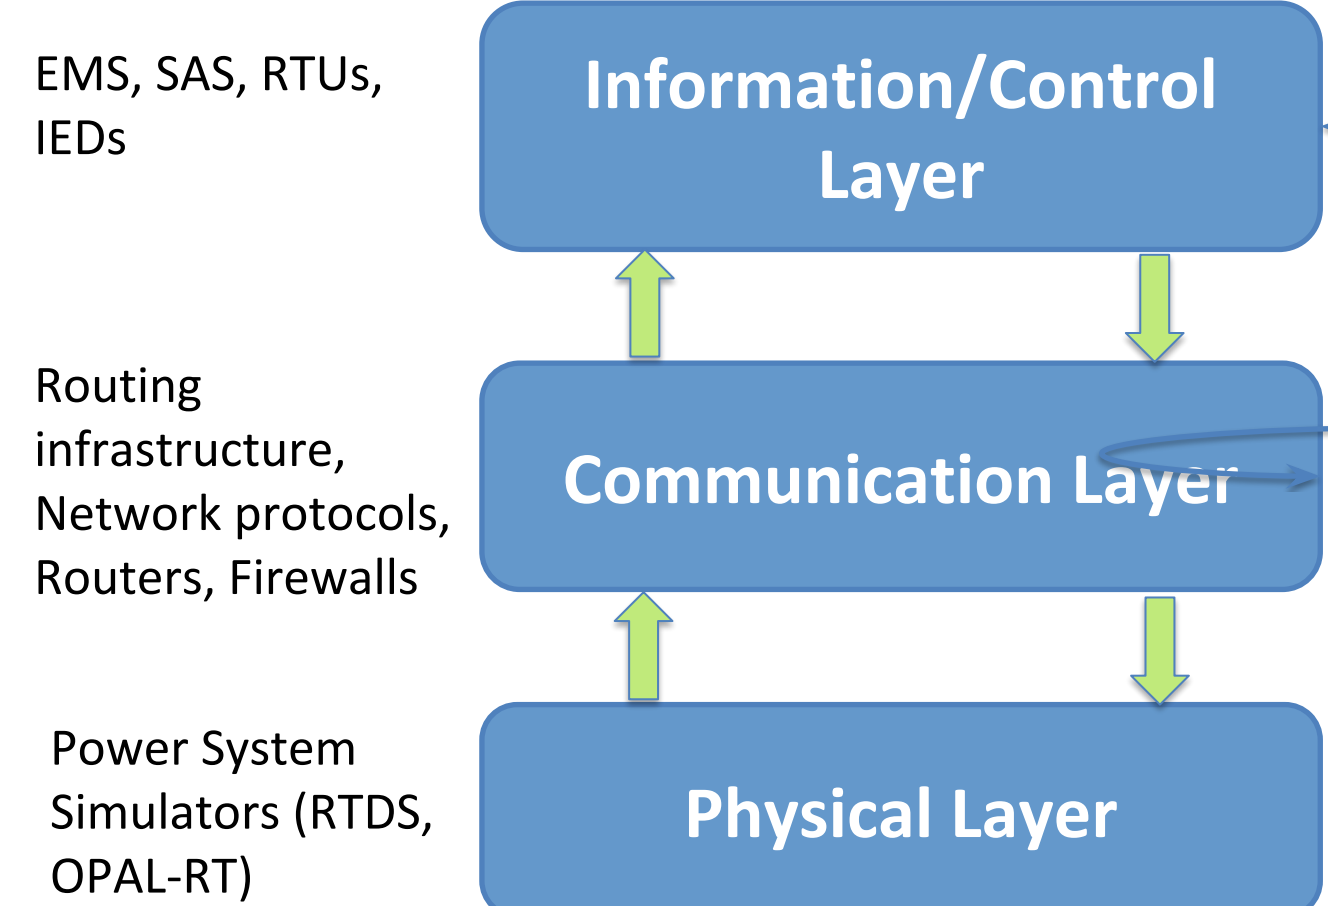 EMS, SAS, RTUs,
IEDs
Information/Control
Layer
Routing
infrastructure,
Network protocols,
Routers, Firewalls
Communication Layer
Power System
Simulators (RTDS,
OPAL-RT)
Physical Layer